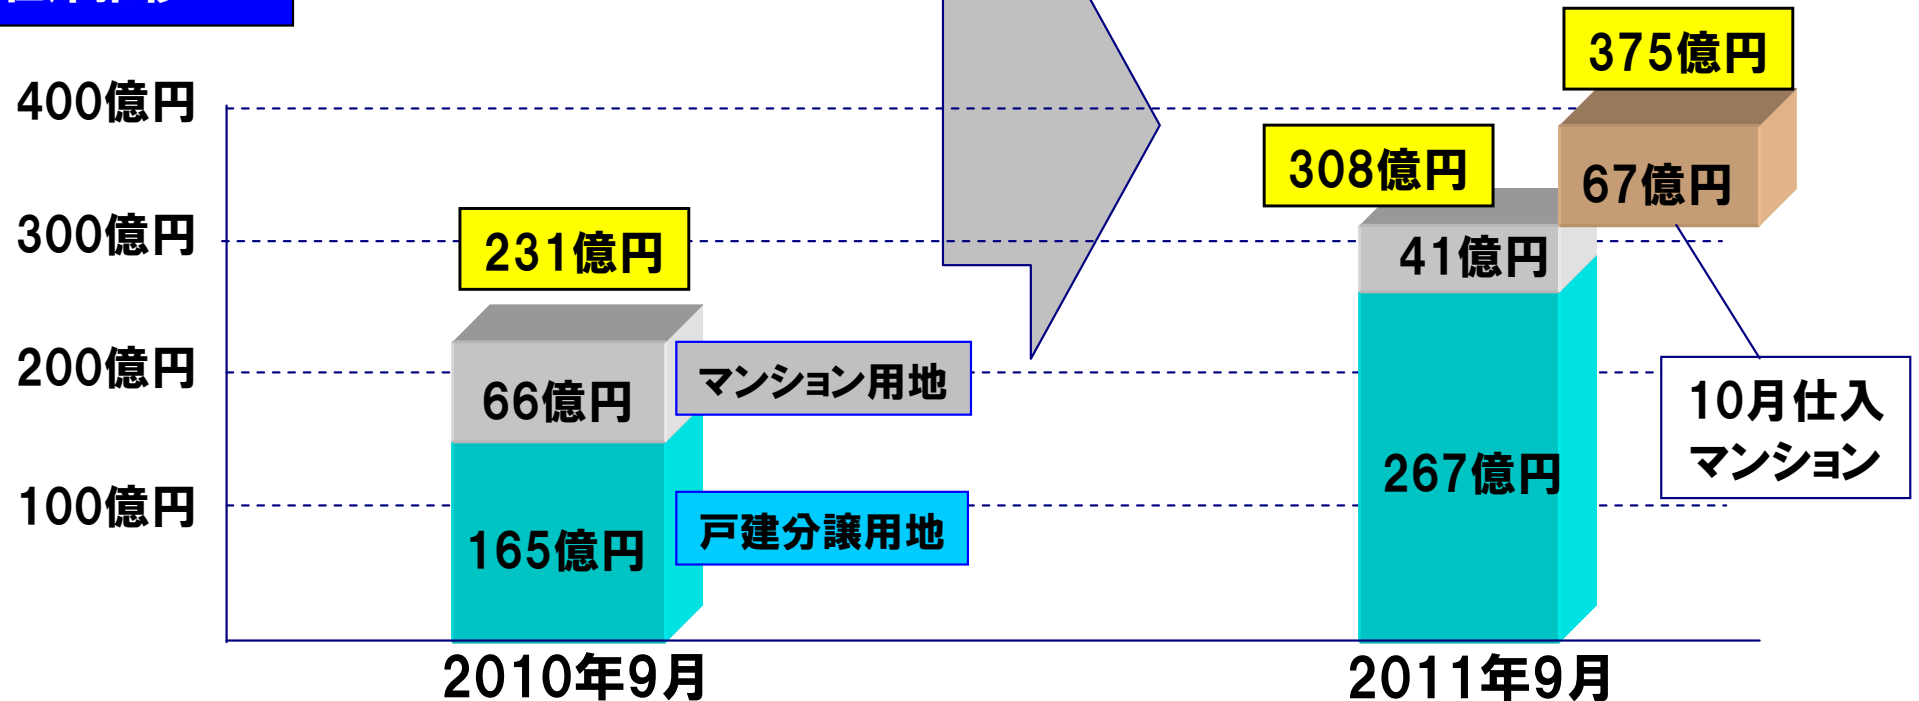 375億円
400億円
308億円
67億円
300億円
231億円
41億円
200億円
マンション用地
66億円
10月仕入
マンション
267億円
100億円
戸建分譲用地
165億円
2010年9月
2011年9月